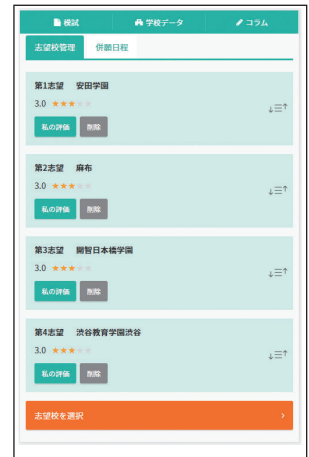 模試 学校データ コラム
志望校管理 併願日程
第1志望 安田学園
3.0 ★★★★★
私の評価 削除
第2志望 麻布
3.0 ★★★★★
私の評価 削除
第3志望 開智日本橋学園
3.0 ★★★★★
私の評価 削除
第4志望 渋谷教育学園渋谷
3.0 ★★★★★
私の評価 削除
志望校を選択